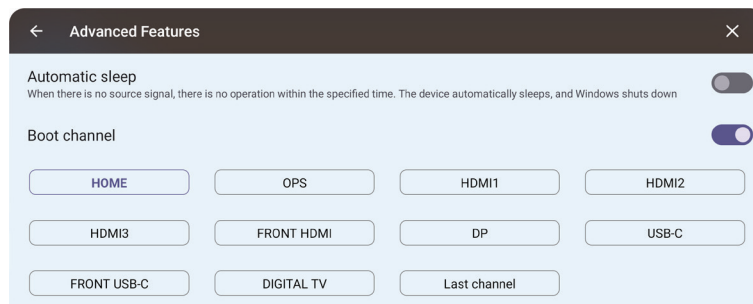 Advanced Features
Automatic sleep
When there is no source signal, there is no operation within the specified time. The device automatically sleeps, and Windows shuts down
Boot channel
HOME OPS HDMI1 HDMI2
HDMI3 FRONT HDMI DP USB-C
FRONT USB-C DIGITAL TV Last channel